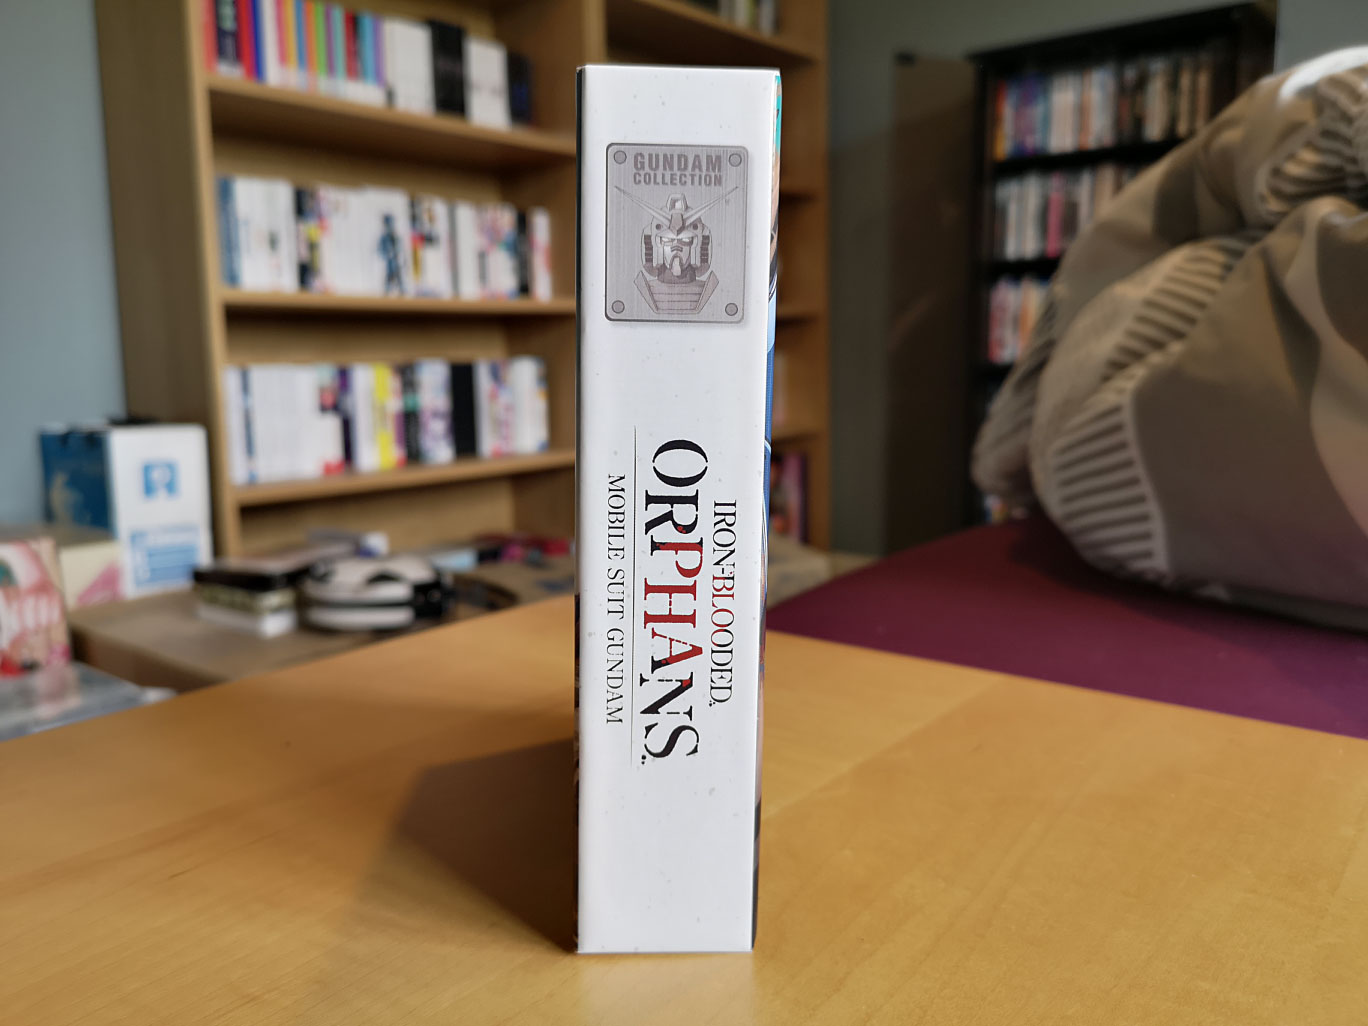 GUNDAM
COLLECTION
IRON-BLOODED
ORPHANS
MOBILE SUIT GUNDAM